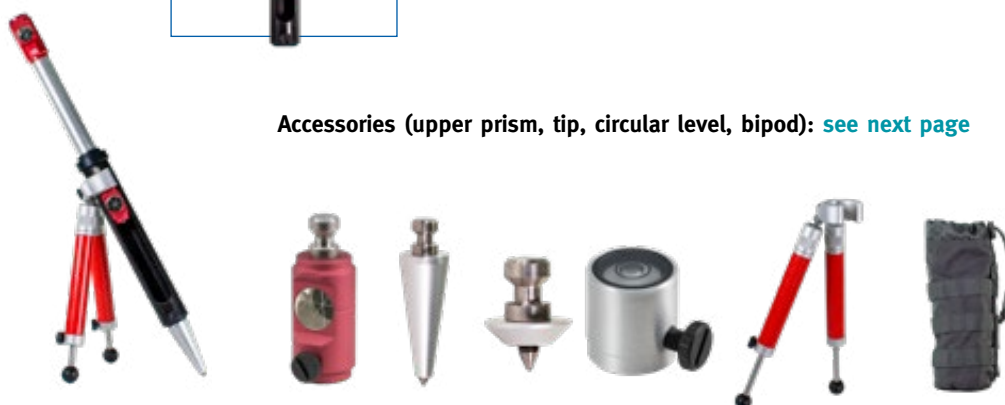 Accessories (upper prism, tip, circular level, bipod): see next page